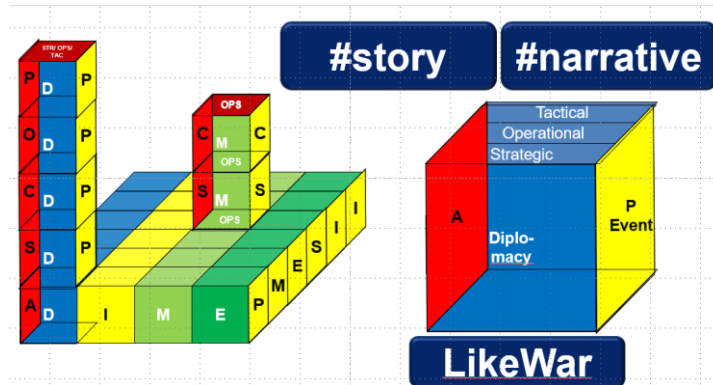 #story
#narrative
STR/ OPS/
TAC
P
D
P
O
D
P
C
D
P
S
D
P
A
D
I
M
E
P
M
E
S
I
I
OPS
C
M
C
OPS
S
M
S
OPS
Tactical
Operational
Strategic
A
Diplo-
macy
P
Event
LikeWar